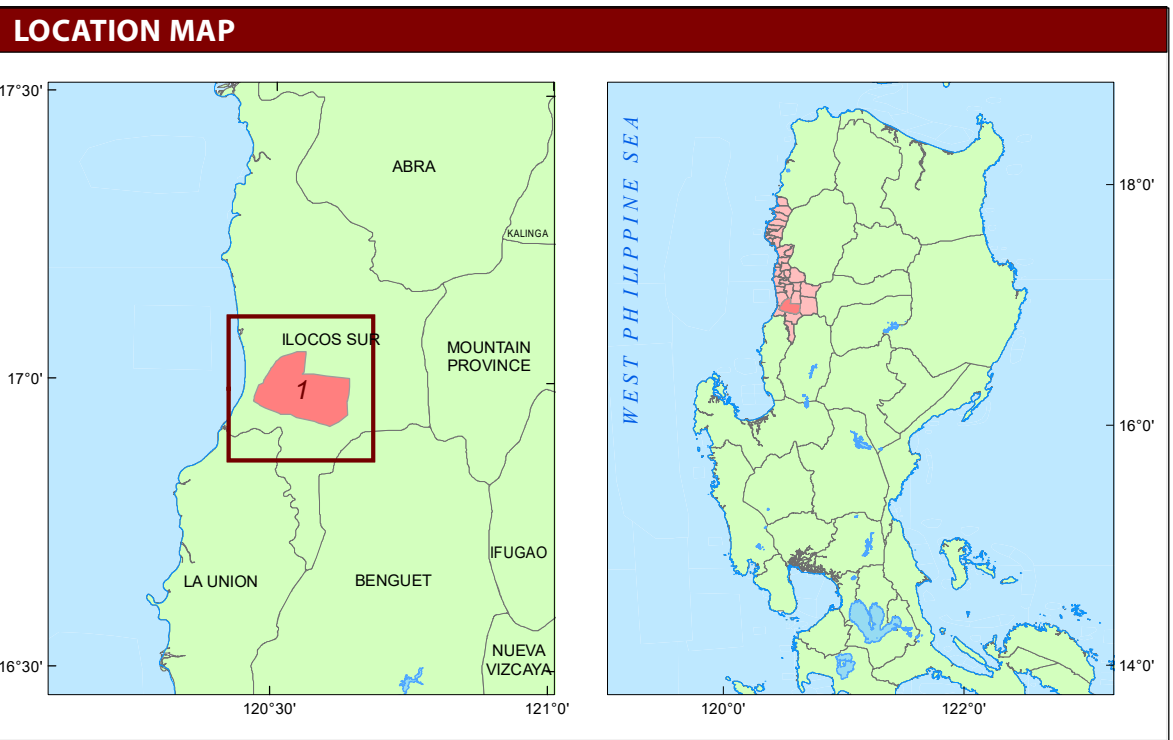 LOCATION MAP
17°30'
ABRA
KALINGA
ILOCOS SUR
MOUNTAIN
PROVINCE
17°0'
1
IFUGAO
LA UNION
BENGUET
NUEVA
VIZCAYA
16°30'
120°30'
121°0'
WEST PHILIPPINE SEA
18°0'
16°0'
14°0'
120°0'
122°0'